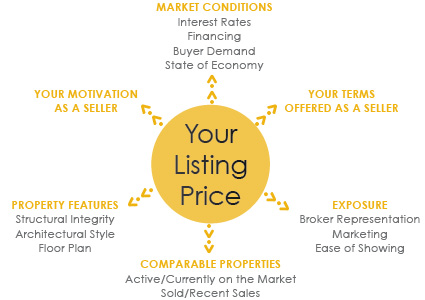 MARKET CONDITIONS
Interest Rates
Financing
Buyer Demand
State of Economy
YOUR MOTIVATION
AS A SELLER
YOUR TERMS
OFFERED AS A SELLER
Your
Listing
Price
PROPERTY FEATURES
Structural Integrity
Architectural Style
Floor Plan
EXPOSURE
Broker Representation
Marketing
Ease of Showing
COMPARABLE PROPERTIES
Active/Currently on the Market
Sold/Recent Sales